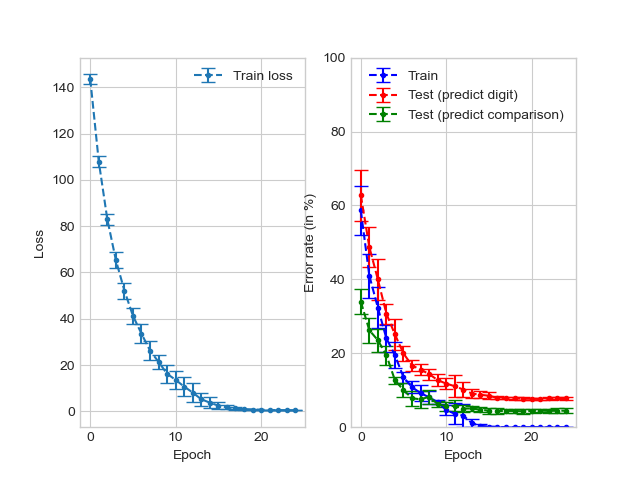 140
120
100
80
60
40
20
0
0
10
20
Loss
Epoch
Train loss
100
80
60
40
20
0
0
10
20
Error rate (in %)
Epoch
Train
Test (predict digit)
Test (predict comparison)